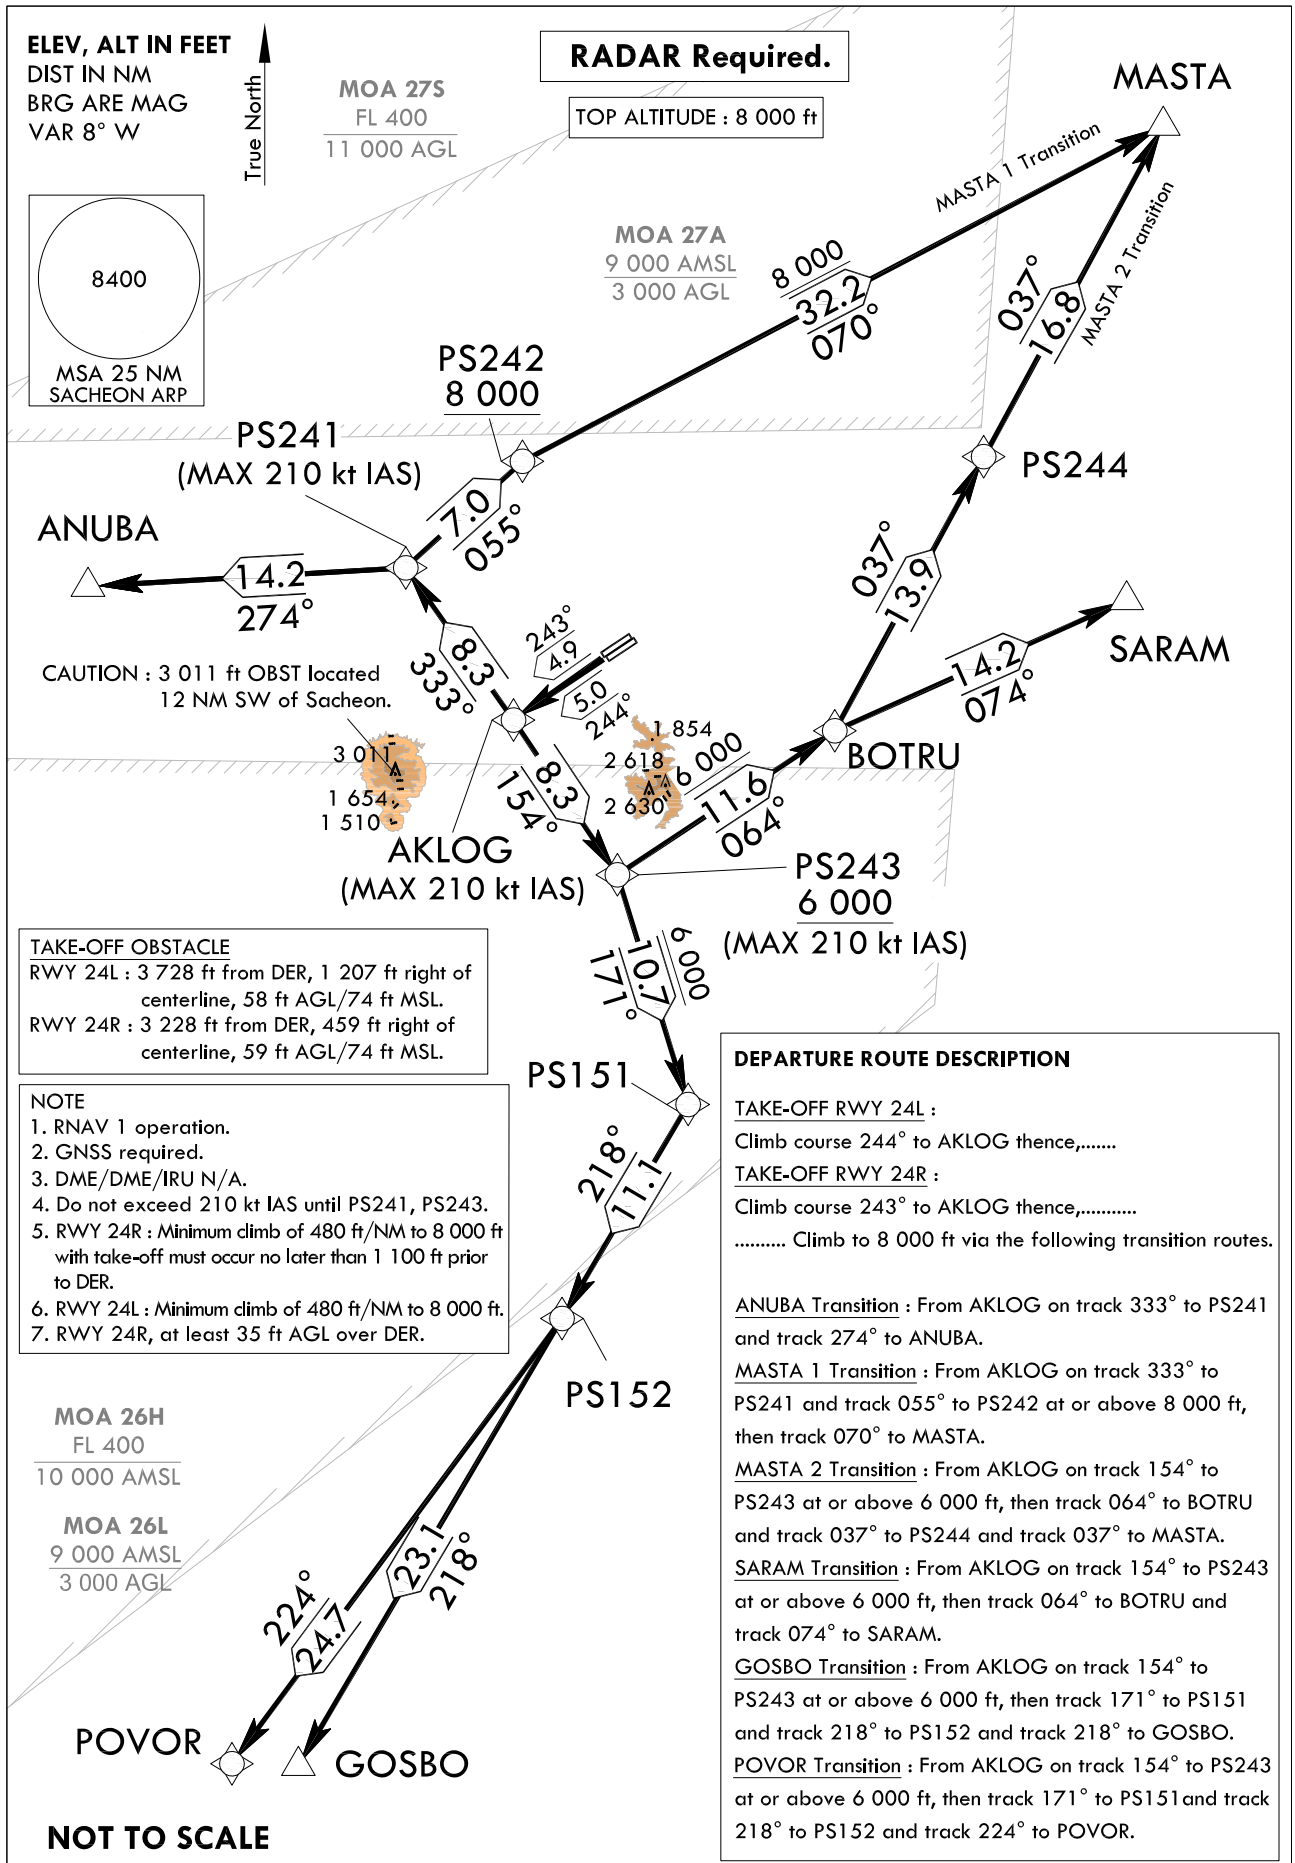 ELEV, ALT IN FEET
DIST IN NM
BRG ARE MAG
VAR 8° W
True North
RADAR Required.
TOP ALTITUDE : 8 000 ft
MOA 27S
FL 400
11 000 AGL
MASTA
MASTA 1 Transition
MASTA 2 Transition
8400
MSA 25 NM
SACHEON ARP
MOA 27A
9 000 AMSL
3 000 AGL
8 000
32.2
070°
037°
16.8
PS242
8 000
PS241
(MAX 210 kt IAS)
7.0
055°
PS244
ANUBA
14.2
274°
037°
13.9
243°
4.9
5.0
244°
8.3
333°
14.2
074°
SARAM
CAUTION : 3 011 ft OBST located
12 NM SW of Sacheon.
3 011
1 654
1 510
1 854
2 618
2 630
6 000
11.6
064°
BOTRU
8.3
154°
AKLOG
(MAX 210 kt IAS)
PS243
6 000
(MAX 210 kt IAS)
6 000
10.7
171°
TAKE-OFF OBSTACLE
RWY 24L : 3 728 ft from DER, 1 207 ft right of
centerline, 58 ft AGL/74 ft MSL.
RWY 24R : 3 228 ft from DER, 459 ft right of
centerline, 59 ft AGL/74 ft MSL.
PS151
218°
11.1
NOTE
1. RNAV 1 operation.
2. GNSS required.
3. DME/DME/IRU N/A.
4. Do not exceed 210 kt IAS until PS241, PS243.
5. RWY 24R : Minimum climb of 480 ft/NM to 8 000 ft
with take-off must occur no later than 1 100 ft prior
to DER.
6. RWY 24L : Minimum climb of 480 ft/NM to 8 000 ft.
7. RWY 24R, at least 35 ft AGL over DER.
PS152
MOA 26H
FL 400
10 000 AMSL
MOA 26L
9 000 AMSL
3 000 AGL
23.1
218°
224°
24.7
POVOR
GOSBO
NOT TO SCALE
DEPARTURE ROUTE DESCRIPTION
TAKE-OFF RWY 24L :
Climb course 244° to AKLOG thence,.......
TAKE-OFF RWY 24R :
Climb course 243° to AKLOG thence,...........
.......... Climb to 8 000 ft via the following transition routes.
ANUBA Transition : From AKLOG on track 333° to PS241
and track 274° to ANUBA.
MASTA 1 Transition : From AKLOG on track 333° to
PS241 and track 055° to PS242 at or above 8 000 ft,
then track 070° to MASTA.
MASTA 2 Transition : From AKLOG on track 154° to
PS243 at or above 6 000 ft, then track 064° to BOTRU
and track 037° to PS244 and track 037° to MASTA.
SARAM Transition : From AKLOG on track 154° to PS243
at or above 6 000 ft, then track 064° to BOTRU and
track 074° to SARAM.
GOSBO Transition : From AKLOG on track 154° to
PS243 at or above 6 000 ft, then track 171° to PS151
and track 218° to PS152 and track 218° to GOSBO.
POVOR Transition : From AKLOG on track 154° to PS243
at or above 6 000 ft, then track 171° to PS151and track
218° to PS152 and track 224° to POVOR.